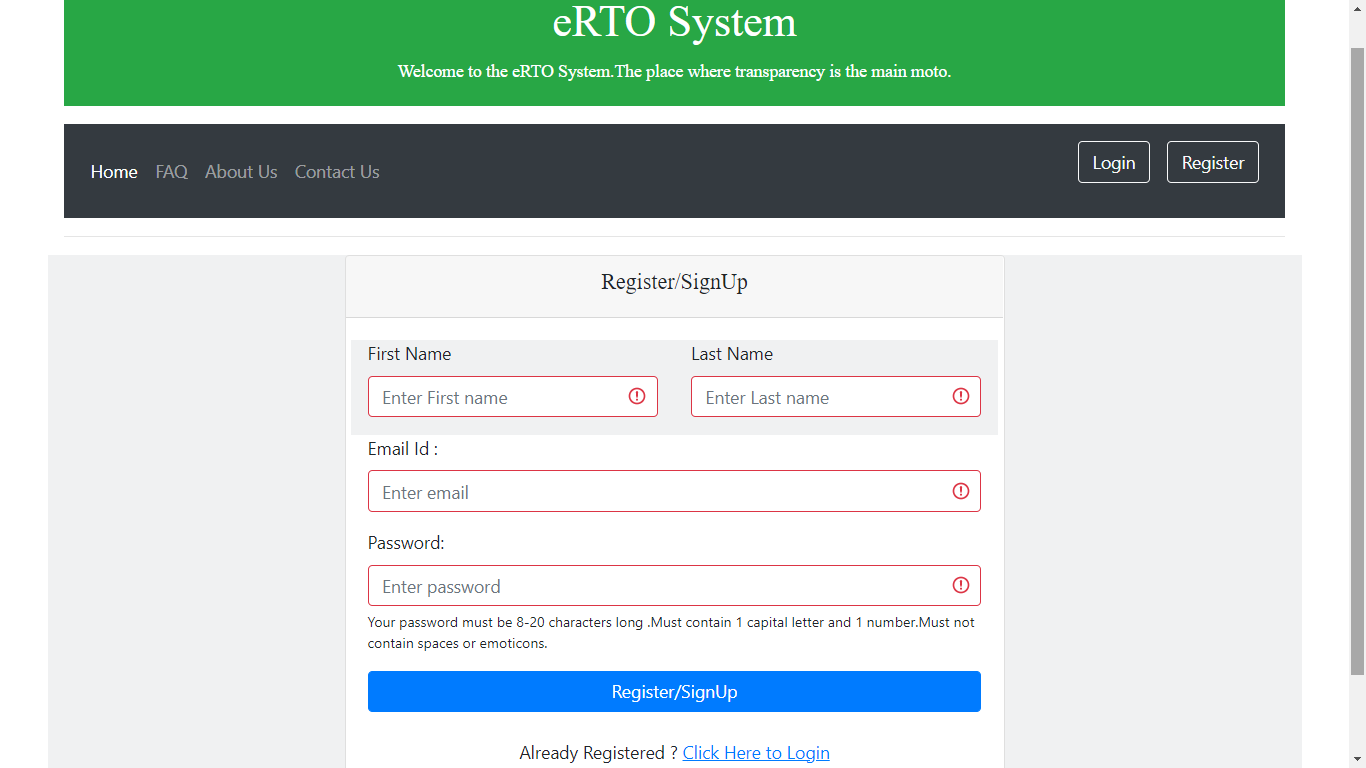 eRTO System
Welcome to the eRTO System.The place where transparency is the main moto.
Home FAQ About Us Contact Us Login Register
Register/SignUp
First Name Last Name
Enter First name Enter Last name
Email Id :
Enter email
Password:
Enter password
Your password must be 8-20 characters long .Must contain 1 capital letter and 1 number.Must not
contain spaces or emoticons.
Register/SignUp
Already Registered ? Click Here to Login